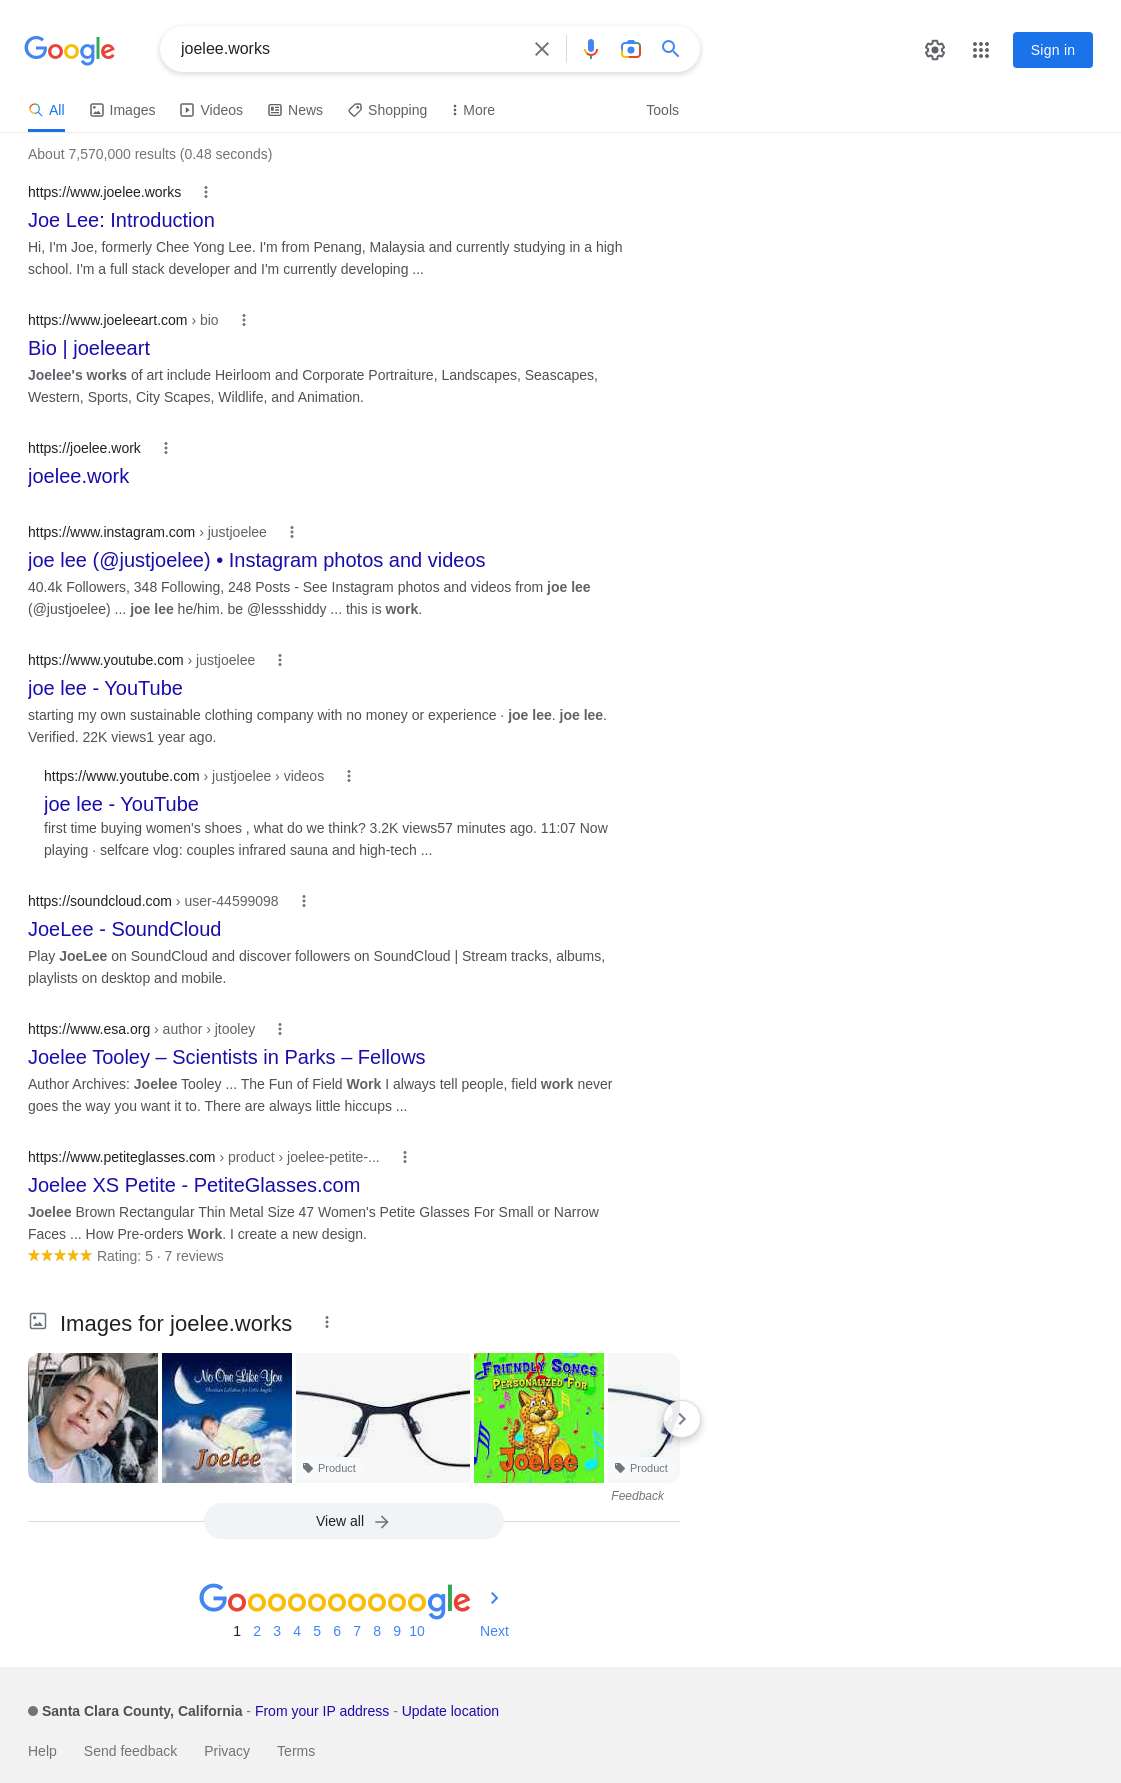 Google
joelee.works
Sign in
All
Images
Videos
News
Shopping
More
Tools
About 7,570,000 results (0.48 seconds)
https://www.joelee.works
Joe Lee: Introduction
Hi, I'm Joe, formerly Chee Yong Lee. I'm from Penang, Malaysia and currently studying in a high
school. I'm a full stack developer and I'm currently developing ...
https://www.joeleeart.com › bio
Bio | joeleeart
Joelee's works of art include Heirloom and Corporate Portraiture, Landscapes, Seascapes,
Western, Sports, City Scapes, Wildlife, and Animation.
https://joelee.work
joelee.work
https://www.instagram.com › justjoelee
joe lee (@justjoelee) • Instagram photos and videos
40.4k Followers, 348 Following, 248 Posts - See Instagram photos and videos from joe lee
(@justjoelee) ... joe lee he/him. be @lessshiddy ... this is work.
https://www.youtube.com › justjoelee
joe lee - YouTube
starting my own sustainable clothing company with no money or experience · joe lee. joe lee.
Verified. 22K views1 year ago.
https://www.youtube.com › justjoelee › videos
joe lee - YouTube
first time buying women's shoes , what do we think? 3.2K views57 minutes ago. 11:07 Now
playing · selfcare vlog: couples infrared sauna and high-tech ...
https://soundcloud.com › user-44599098
JoeLee - SoundCloud
Play JoeLee on SoundCloud and discover followers on SoundCloud | Stream tracks, albums,
playlists on desktop and mobile.
https://www.esa.org › author › jtooley
Joelee Tooley – Scientists in Parks – Fellows
Author Archives: Joelee Tooley ... The Fun of Field Work I always tell people, field work never
goes the way you want it to. There are always little hiccups ...
https://www.petiteglasses.com › product › joelee-petite-...
Joelee XS Petite - PetiteGlasses.com
Joelee Brown Rectangular Thin Metal Size 47 Women's Petite Glasses For Small or Narrow
Faces ... How Pre-orders Work. I create a new design.
Rating: 5 · 7 reviews
Images for joelee.works
No One Like You
Christian Lullabies for Little Angels
Joelee
Product
FRIENDLY SONGS
PERSONALIZED FOR
Joelee
Product
Feedback
View all
Goooooooooogle
1 2 3 4 5 6 7 8 9 10 Next
Santa Clara County, California - From your IP address - Update location
Help Send feedback Privacy Terms